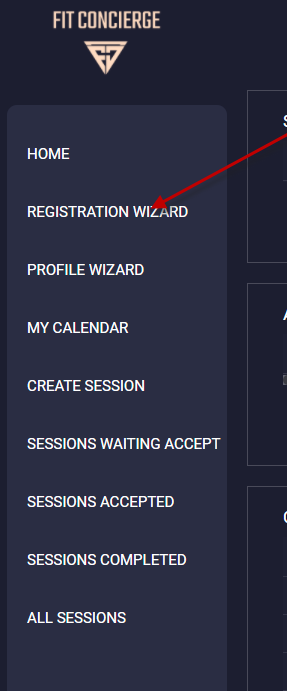 FIT CONCIERGE
HOME
REGISTRATION WIZARD
PROFILE WIZARD
MY CALENDAR
CREATE SESSION
SESSIONS WAITING ACCEPT
SESSIONS ACCEPTED
SESSIONS COMPLETED
ALL SESSIONS